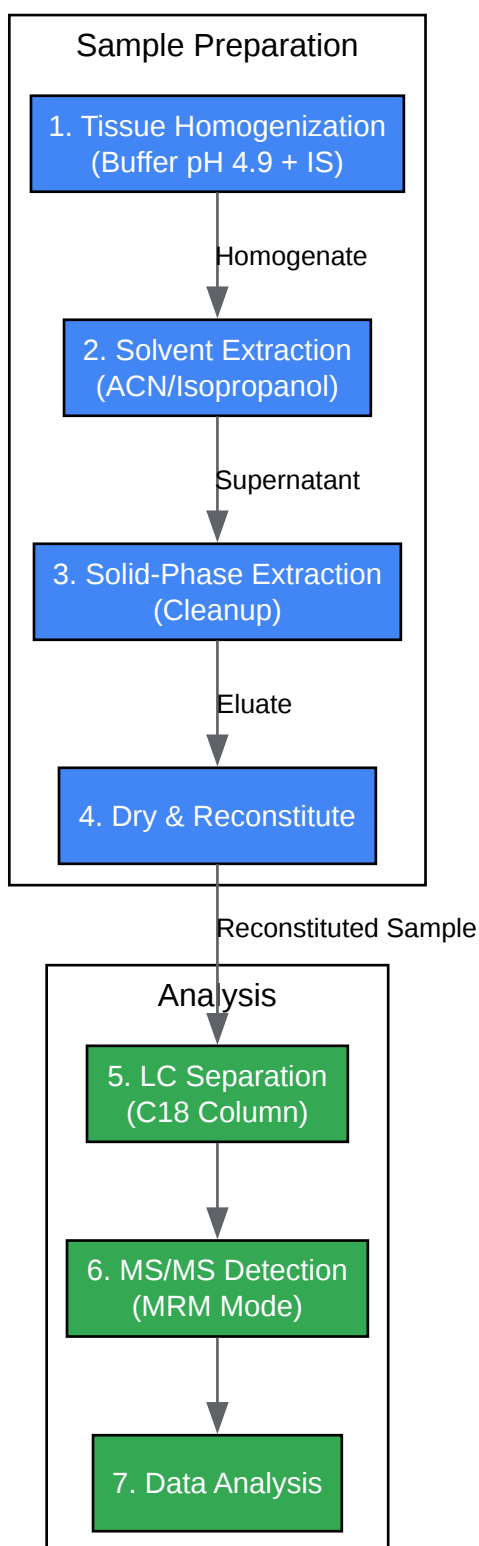 Sample Preparation
1. Tissue Homogenization
(Buffer pH 4.9 + IS)
Homogenate
2. Solvent Extraction
(ACN/Isopropanol)
Supernatant
3. Solid-Phase Extraction
(Cleanup)
Eluate
4. Dry & Reconstitute
Reconstituted Sample
Analysis
5. LC Separation
(C18 Column)
6. MS/MS Detection
(MRM Mode)
7. Data Analysis